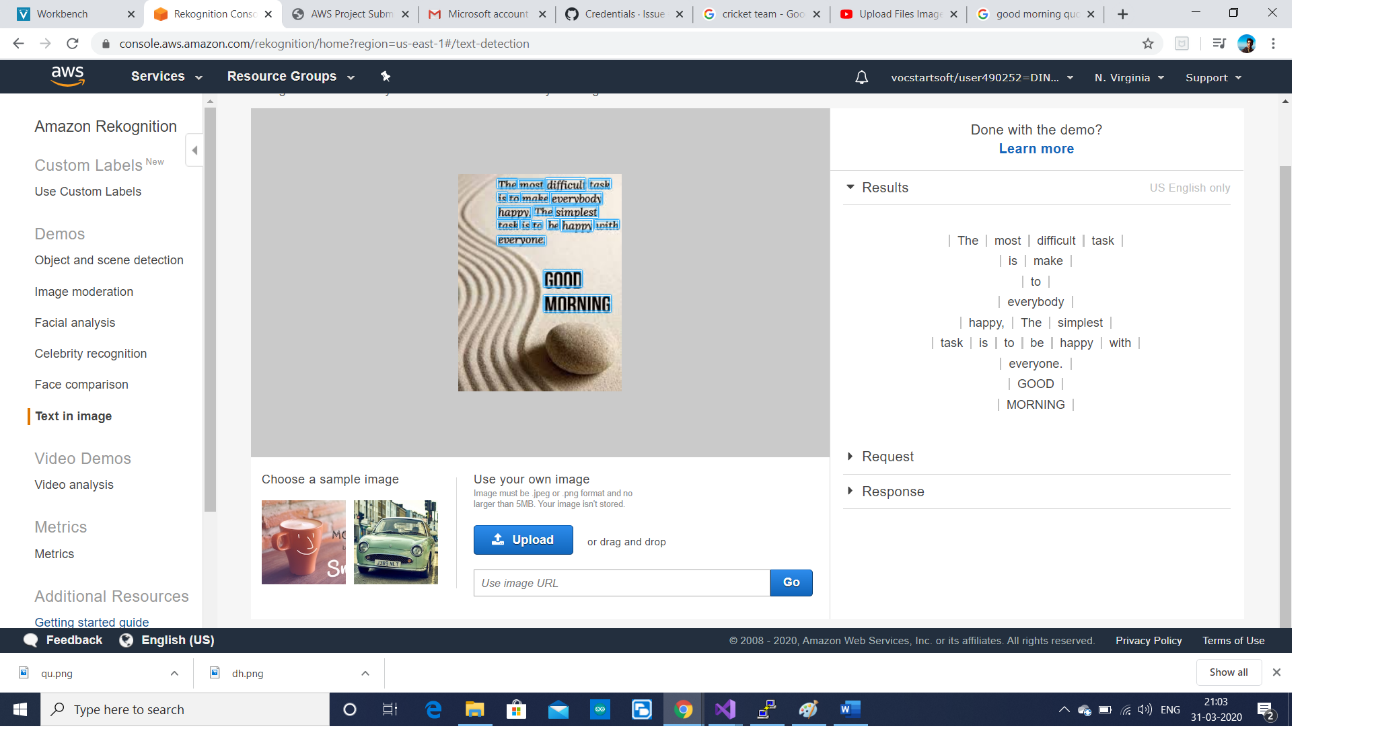 Workbench
Rekognition Conso
AWS Project Subm
Microsoft account
Credentials · Issue
cricket team - Goo
Upload Files Image
good morning quo
console.aws.amazon.com/rekognition/home?region=us-east-1#/text-detection
aws Services Resource Groups vocstartsoft/user490252=DIN... N. Virginia Support
Amazon Rekognition
Custom Labels New
Use Custom Labels
Demos
Object and scene detection
Image moderation
Facial analysis
Celebrity recognition
Face comparison
Text in image
Video Demos
Video analysis
Metrics
Metrics
Additional Resources
Getting started guide
The most difficult task
is to make everybody
happy, The simplest
task is to be happy with
everyone.
GOOD
MORNING
Choose a sample image
Use your own image
Image must be .jpeg or .png format and no
larger than 5MB. Your image isn't stored.
Upload or drag and drop
Use image URL Go
Done with the demo?
Learn more
Results US English only
| The | most | difficult | task |
| is | make |
| to |
| everybody |
| happy, | The | simplest |
| task | is | to | be | happy | with |
| everyone. |
| GOOD |
| MORNING |
Request
Response
Feedback English (US) © 2008 - 2020, Amazon Web Services, Inc. or its affiliates. All rights reserved. Privacy Policy Terms of Use
qu.png dh.png Show all
Type here to search
ENG
21:03
31-03-2020
2